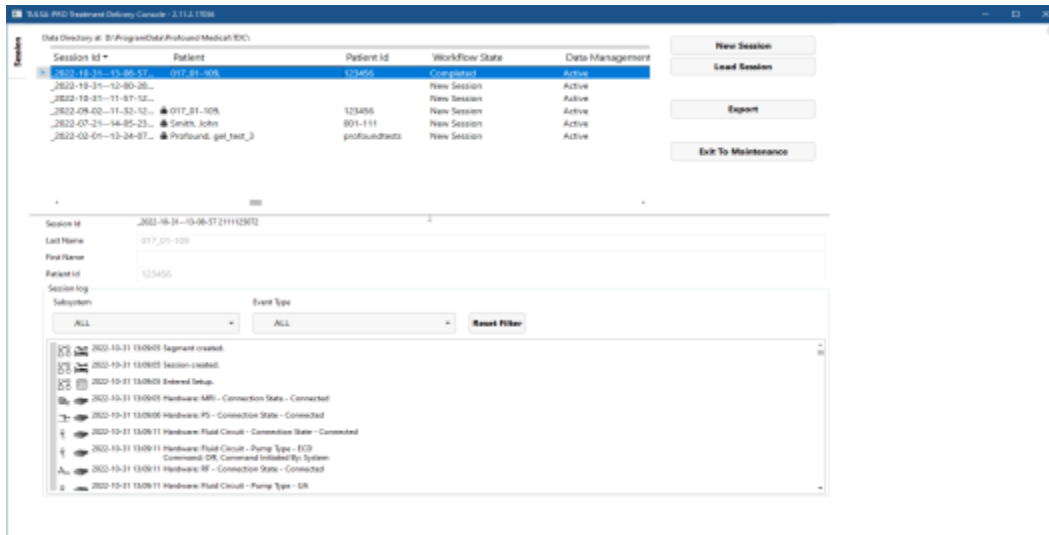 TULSA-PRO Treatment Delivery Console - 2.11.2.17036
Session
Data Directory at D:\ProgramData\Profound Medical\TDC\
Session Id Patient Patient Id Workflow State Data Management
_2022-10-31--13-08-57... 017_01-109, 123456 Completed Active
_2022-10-31--12-00-20... New Session Active
_2022-10-31--11-57-12... New Session Active
_2022-09-02--11-32-12... 017_01-109, 123456 New Session Active
_2022-07-21--14-05-23... Smith, John 801-111 New Session Active
_2022-02-01--13-24-07... Profound, gel_test_3 profoundtests New Session Active
New Session
Load Session
Export
Exit To Maintenance
Session Id _2022-10-31--13-08-57 2111125072
Last Name 017_01-109
First Name
Patient Id 123456
Session log
Subsystem Event Type
ALL ALL Reset Filter
2022-10-31 13:09:05 Segment created.
2022-10-31 13:09:05 Session created.
2022-10-31 13:09:05 Entered Setup.
2022-10-31 13:09:05 Hardware: MRI - Connection State - Connected
2022-10-31 13:09:06 Hardware: PS - Connection State - Connected
2022-10-31 13:09:11 Hardware: Fluid Circuit - Connection State - Connected
2022-10-31 13:09:11 Hardware: Fluid Circuit - Pump Type - ECD
Command: Off, Command Initiated By: System
2022-10-31 13:09:11 Hardware: RF - Connection State - Connected
2022-10-31 13:09:11 Hardware: Fluid Circuit - Pump Type - UA